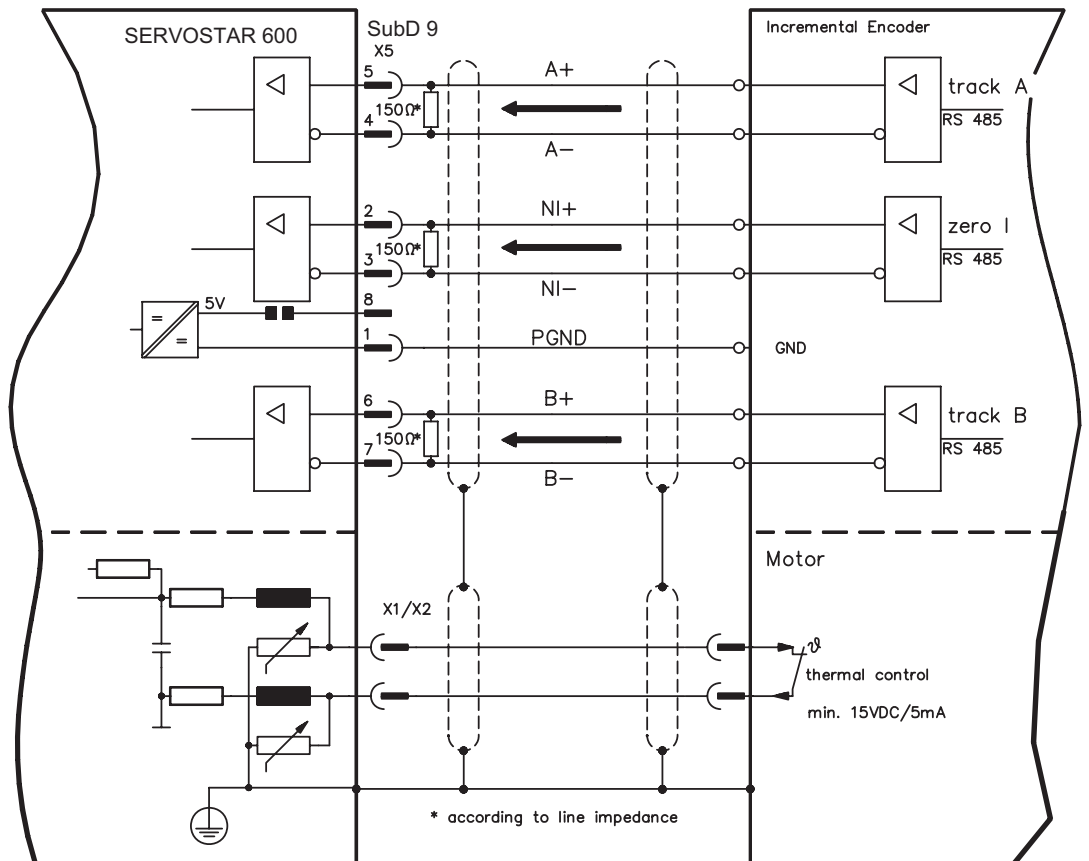 SERVOSTAR 600
SubD 9
Incremental Encoder
X5
5
A+
track A
150Ω*
RS 485
4
A−
2
NI+
zero I
150Ω*
RS 485
3
NI−
5V
8
=
=
1
PGND
GND
6
B+
track B
150Ω*
RS 485
7
B−
Motor
X1/X2
ϑ
thermal control
min. 15VDC/5mA
* according to line impedance